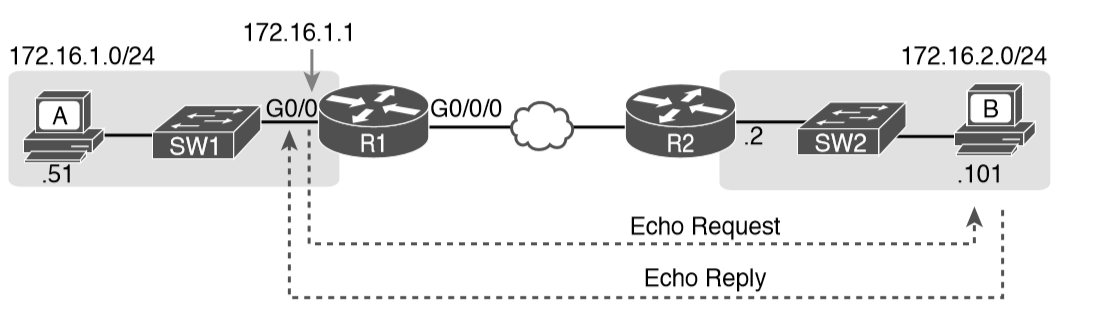 172.16.1.1
172.16.1.0/24
172.16.2.0/24
A
G0/0
G0/0/0
B
SW1
R1
R2
.2
SW2
.51
.101
Echo Request
Echo Reply